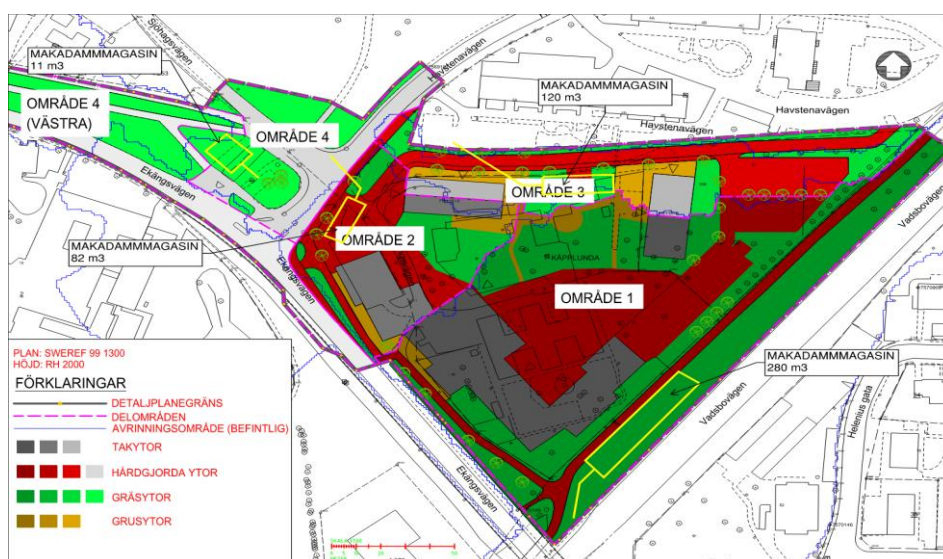 Sjöhagsvägen
MAKADAMMMAGASIN
11 m3
Havstenavägen
MAKADAMMMAGASIN
120 m3
Havstenavägen
OMRÅDE 4
(VÄSTRA)
OMRÅDE 4
Havstenavägen
Ekängsvägen
OMRÅDE 3
Vadsbovägen
MAKADAMMMAGASIN
82 m3
OMRÅDE 2
KÄPPLUNDA
OMRÅDE 1
Ekängsvägen
MAKADAMMMAGASIN
280 m3
Vadsbovägen
Helenius gata
Ekängsvägen
PLAN: SWEREF 99 1300
HÖJD: RH 2000
FÖRKLARINGAR
DETALJPLANEGRÄNS
DELOMRÅDEN
AVRINNINGSOMRÅDE (BEFINTLIG)
TAKYTOR
HÅRDGJORDA YTOR
GRÄSYTOR
GRUSYTOR